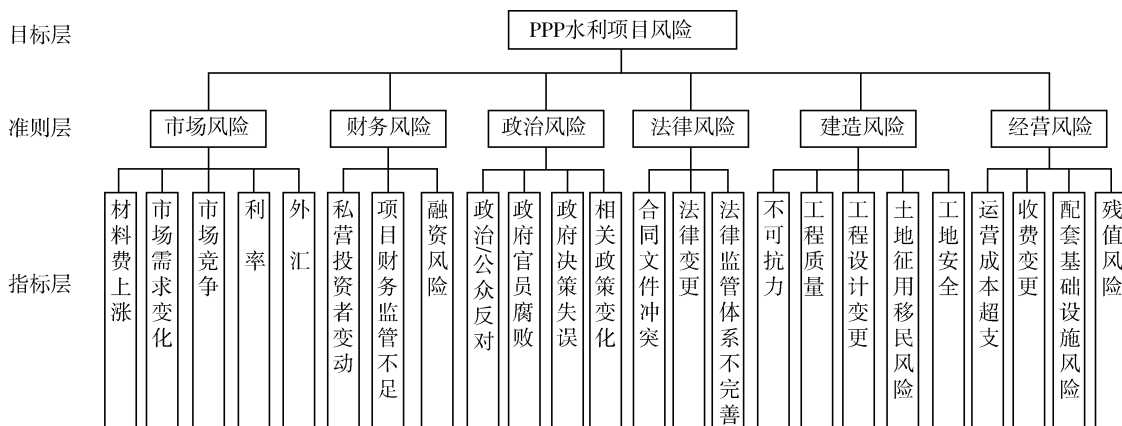 目标层
PPP水利项目风险
准则层
市场风险
财务风险
政治风险
法律风险
建造风险
经营风险
指标层
材料费上涨
市场需求变化
市场竞争
利率
外汇
私营投资者变动
项目财务监管不足
融资风险
政治/公众反对
政府官员腐败
政府决策失误
相关政策变化
合同文件冲突
法律变更
法律监管体系不完善
不可抗力
工程质量
工程设计变更
土地征用移民风险
工地安全
运营成本超支
收费变更
配套基础设施风险
残值风险